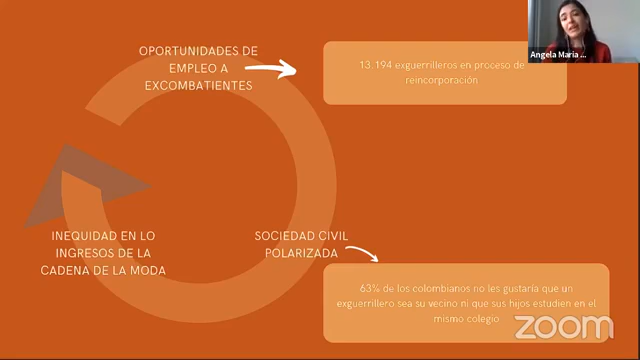 OPORTUNIDADES DE
EMPLEO A
EXCOMBATIENTES
13.194 exguerrilleros en proceso de
reincorporación
Angela Maria ...
INEQUIDAD EN LO
INGRESOS DE LA
CADENA DE LA MODA
SOCIEDAD CIVIL
POLARIZADA
63% de los colombianos no les gustaría que un
exguerrillero sea su vecino ni que sus hijos estudien en el
mismo colegio
zoom